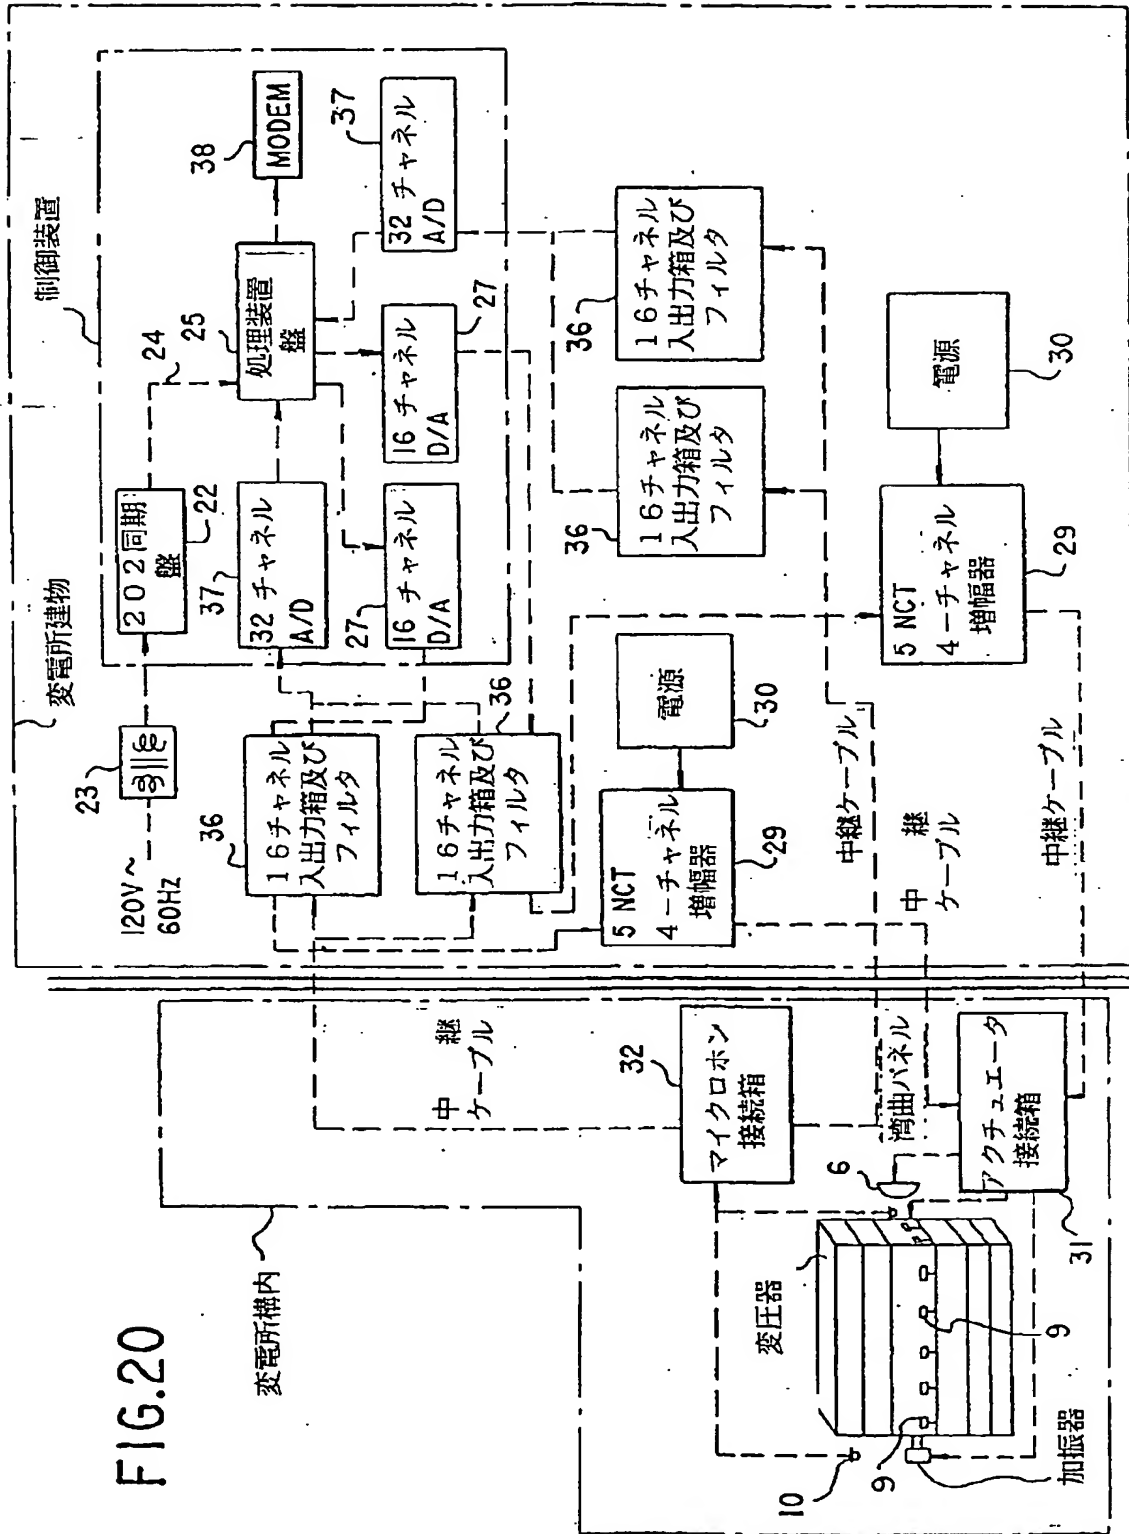 FIG.20
変電所建物
制御装置
120V~
60Hz
23
202同期
盤
22
24
25
処理装置
盤
38
MODEM
37
32 チャネル
A/D
27
16 チャネル
D/A
16 チャネル
D/A
27
32 チャネル
A/D
37
36
16チャネル
入出力箱及び
フィルタ
16チャネル
入出力箱及び
フィルタ
36
36
16チャネル
入出力箱及び
フィルタ
36
16チャネル
入出力箱及び
フィルタ
5 NCT
4ーチャネル
増幅器
29
電源
30
5 NCT
4ーチャネル
増幅器
29
電源
30
中継ケーブル
中継
ケーブル
中継ケーブル
変電所構内
中継
ケーブル
マイクロホン
接続箱
32
湾曲パネル
6
アクチュエータ
接続箱
31
変圧器
9
9
10
加振器